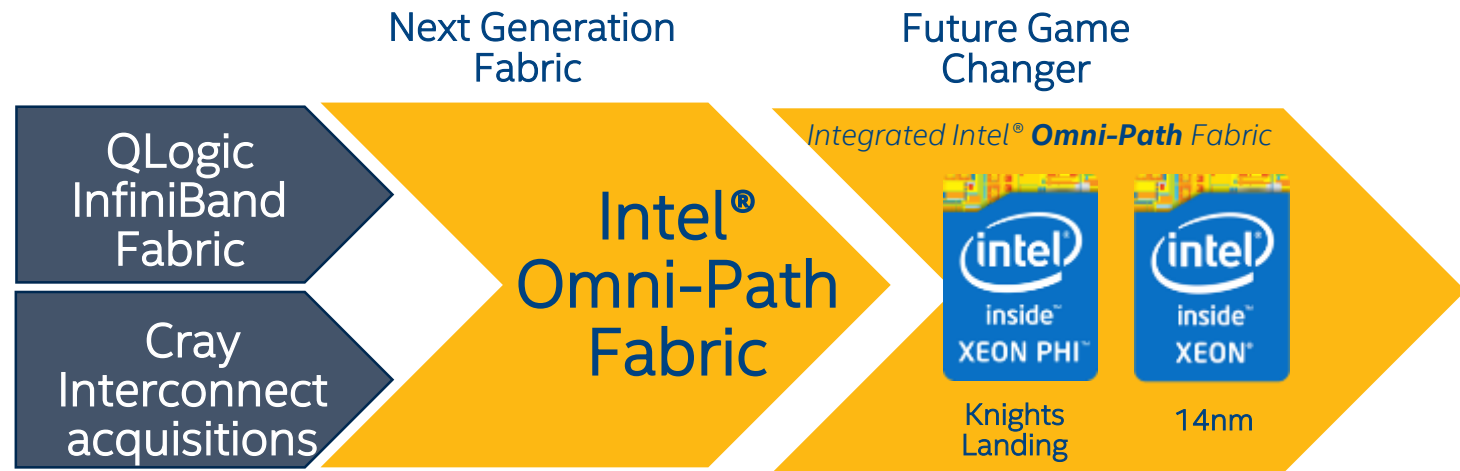 Next Generation
Fabric
Future Game
Changer
QLogic
InfiniBand
Fabric
Cray
Interconnect
acquisitions
Intel®
Omni-Path
Fabric
Integrated Intel® Omni-Path Fabric
intel®
inside™
XEON PHI™
Knights
Landing
intel®
inside™
XEON®
14nm